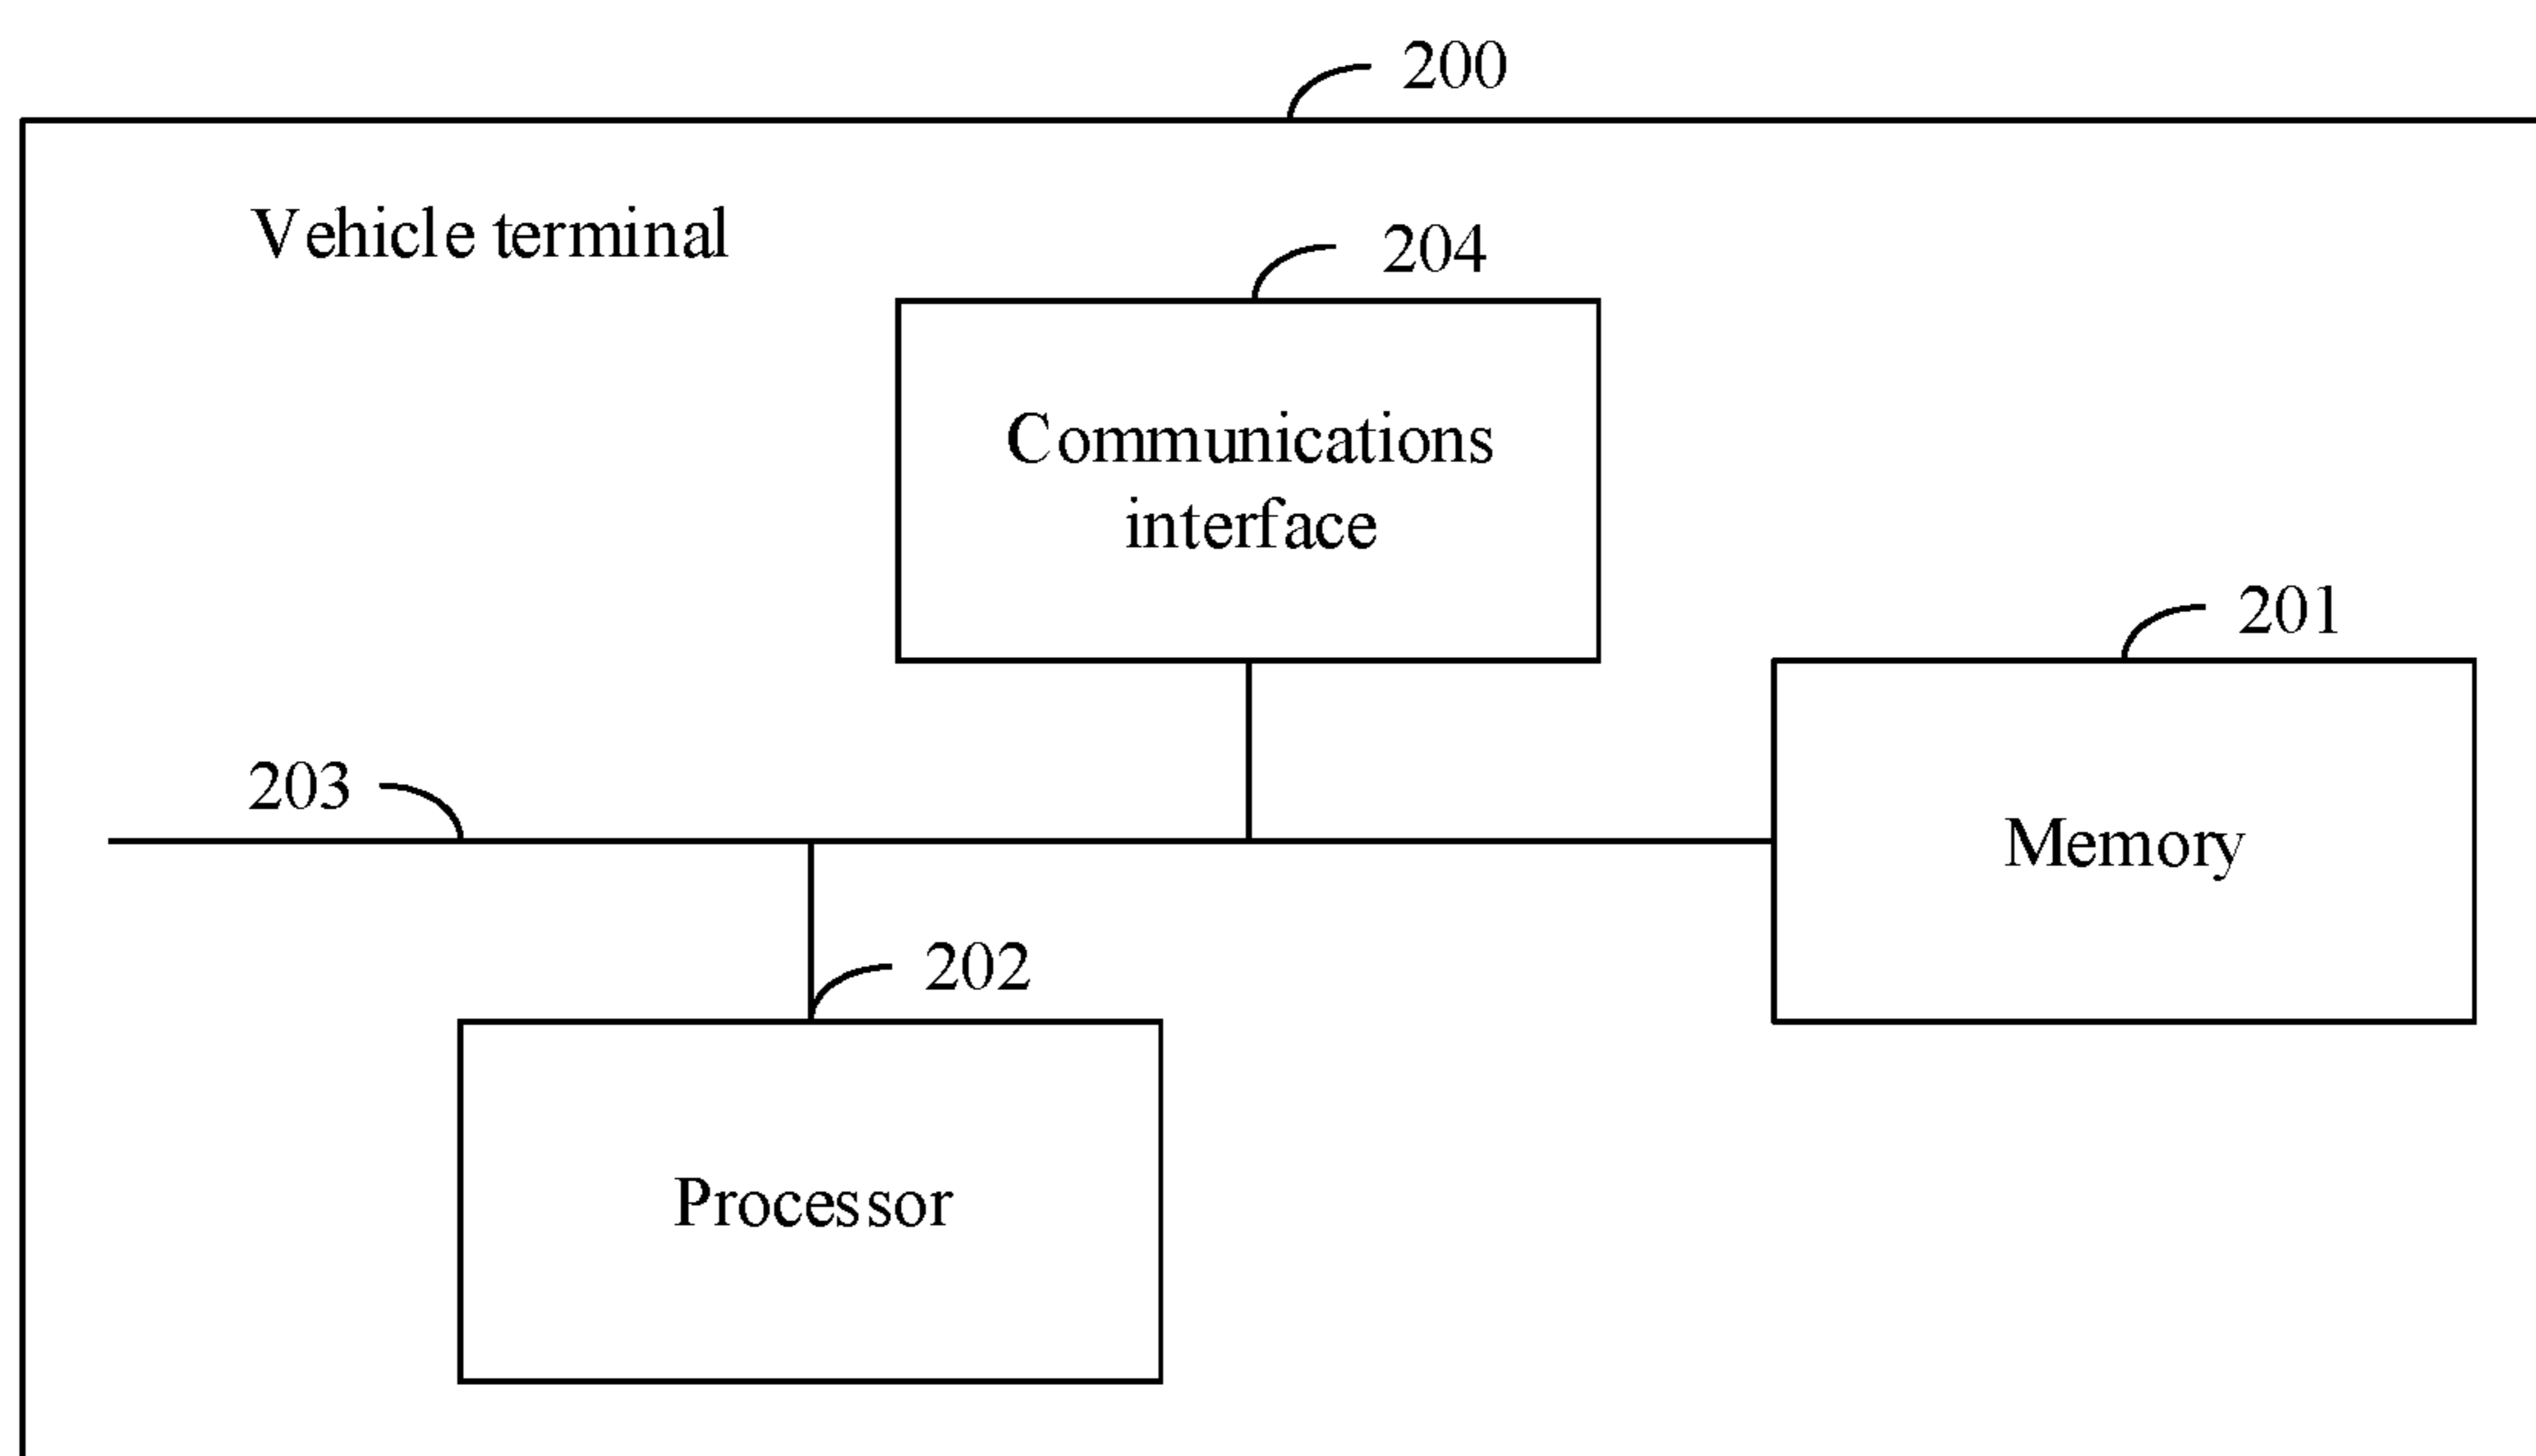 200
Vehicle terminal
204
Communications
interface
201
203
Memory
202
Processor